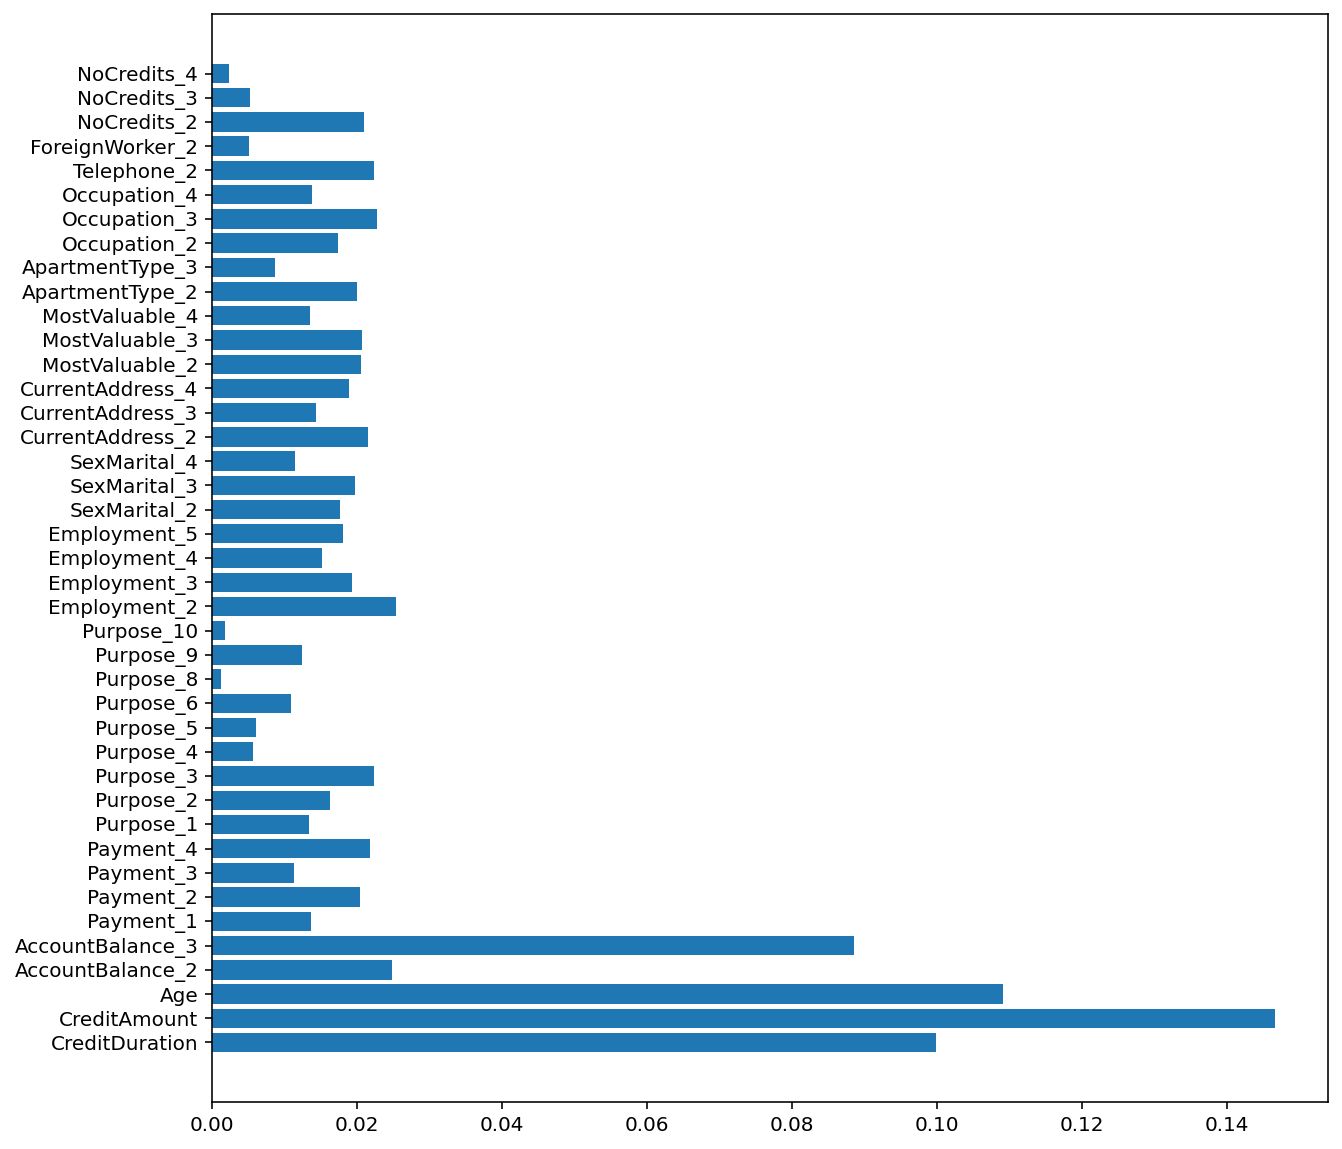 NoCredits_4
NoCredits_3
NoCredits_2
ForeignWorker_2
Telephone_2
Occupation_4
Occupation_3
Occupation_2
ApartmentType_3
ApartmentType_2
MostValuable_4
MostValuable_3
MostValuable_2
CurrentAddress_4
CurrentAddress_3
CurrentAddress_2
SexMarital_4
SexMarital_3
SexMarital_2
Employment_5
Employment_4
Employment_3
Employment_2
Purpose_10
Purpose_9
Purpose_8
Purpose_6
Purpose_5
Purpose_4
Purpose_3
Purpose_2
Purpose_1
Payment_4
Payment_3
Payment_2
Payment_1
AccountBalance_3
AccountBalance_2
Age
CreditAmount
CreditDuration
0.00 0.02 0.04 0.06 0.08 0.10 0.12 0.14